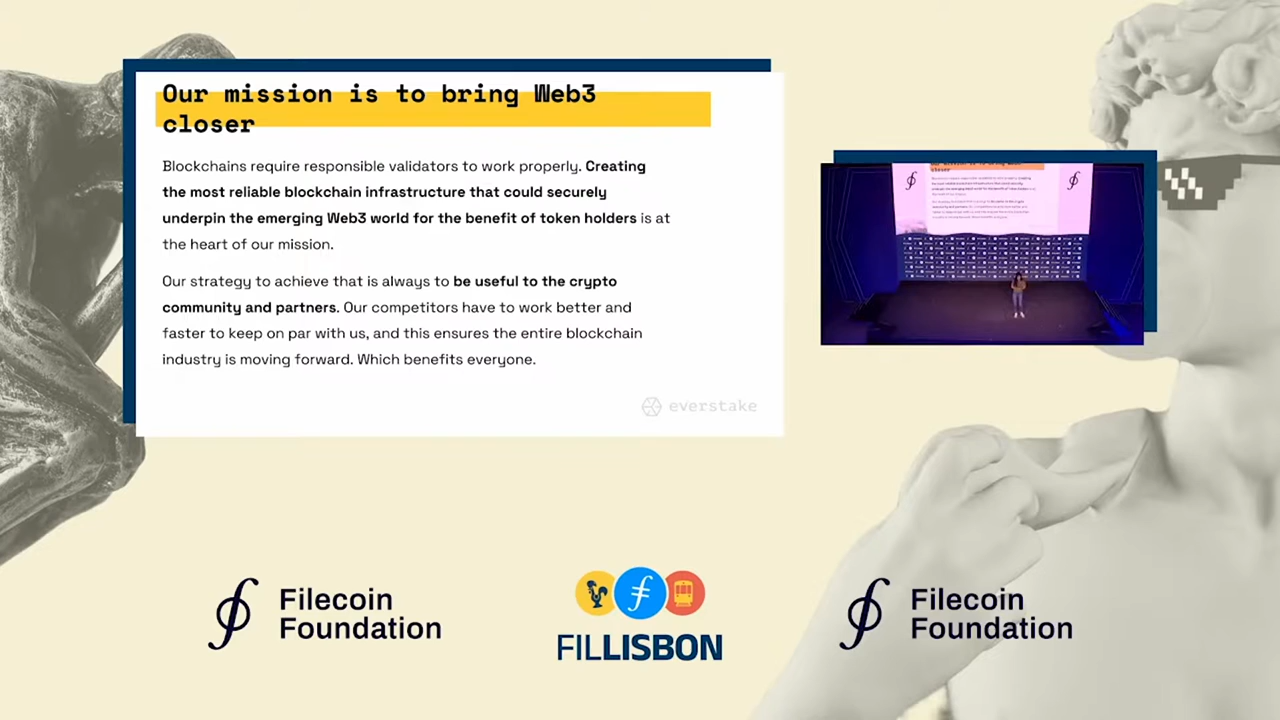 Our mission is to bring Web3
closer
Blockchains require responsible validators to work properly. Creating
the most reliable blockchain infrastructure that could securely
underpin the emerging Web3 world for the benefit of token holders is at
the heart of our mission.
Our strategy to achieve that is always to be useful to the crypto
community and partners. Our competitors have to work better and
faster to keep on par with us, and this ensures the entire blockchain
industry is moving forward. Which benefits everyone.
everstake
closer
Filecoin
Foundation
FILLISBON
Filecoin
Foundation